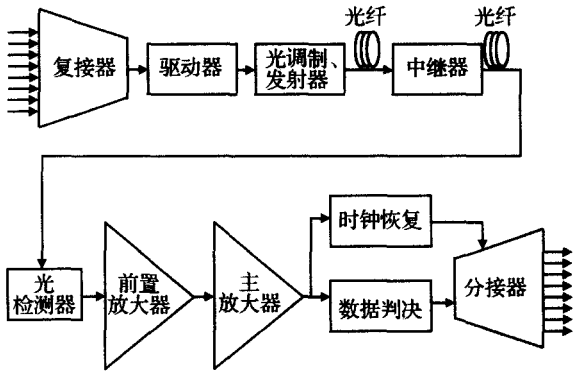 光纤
光纤
复接器
驱动器
光调制、
发射器
中继器
时钟恢复
光
检测器
前置
放大器
主
放大器
数据判决
分接器